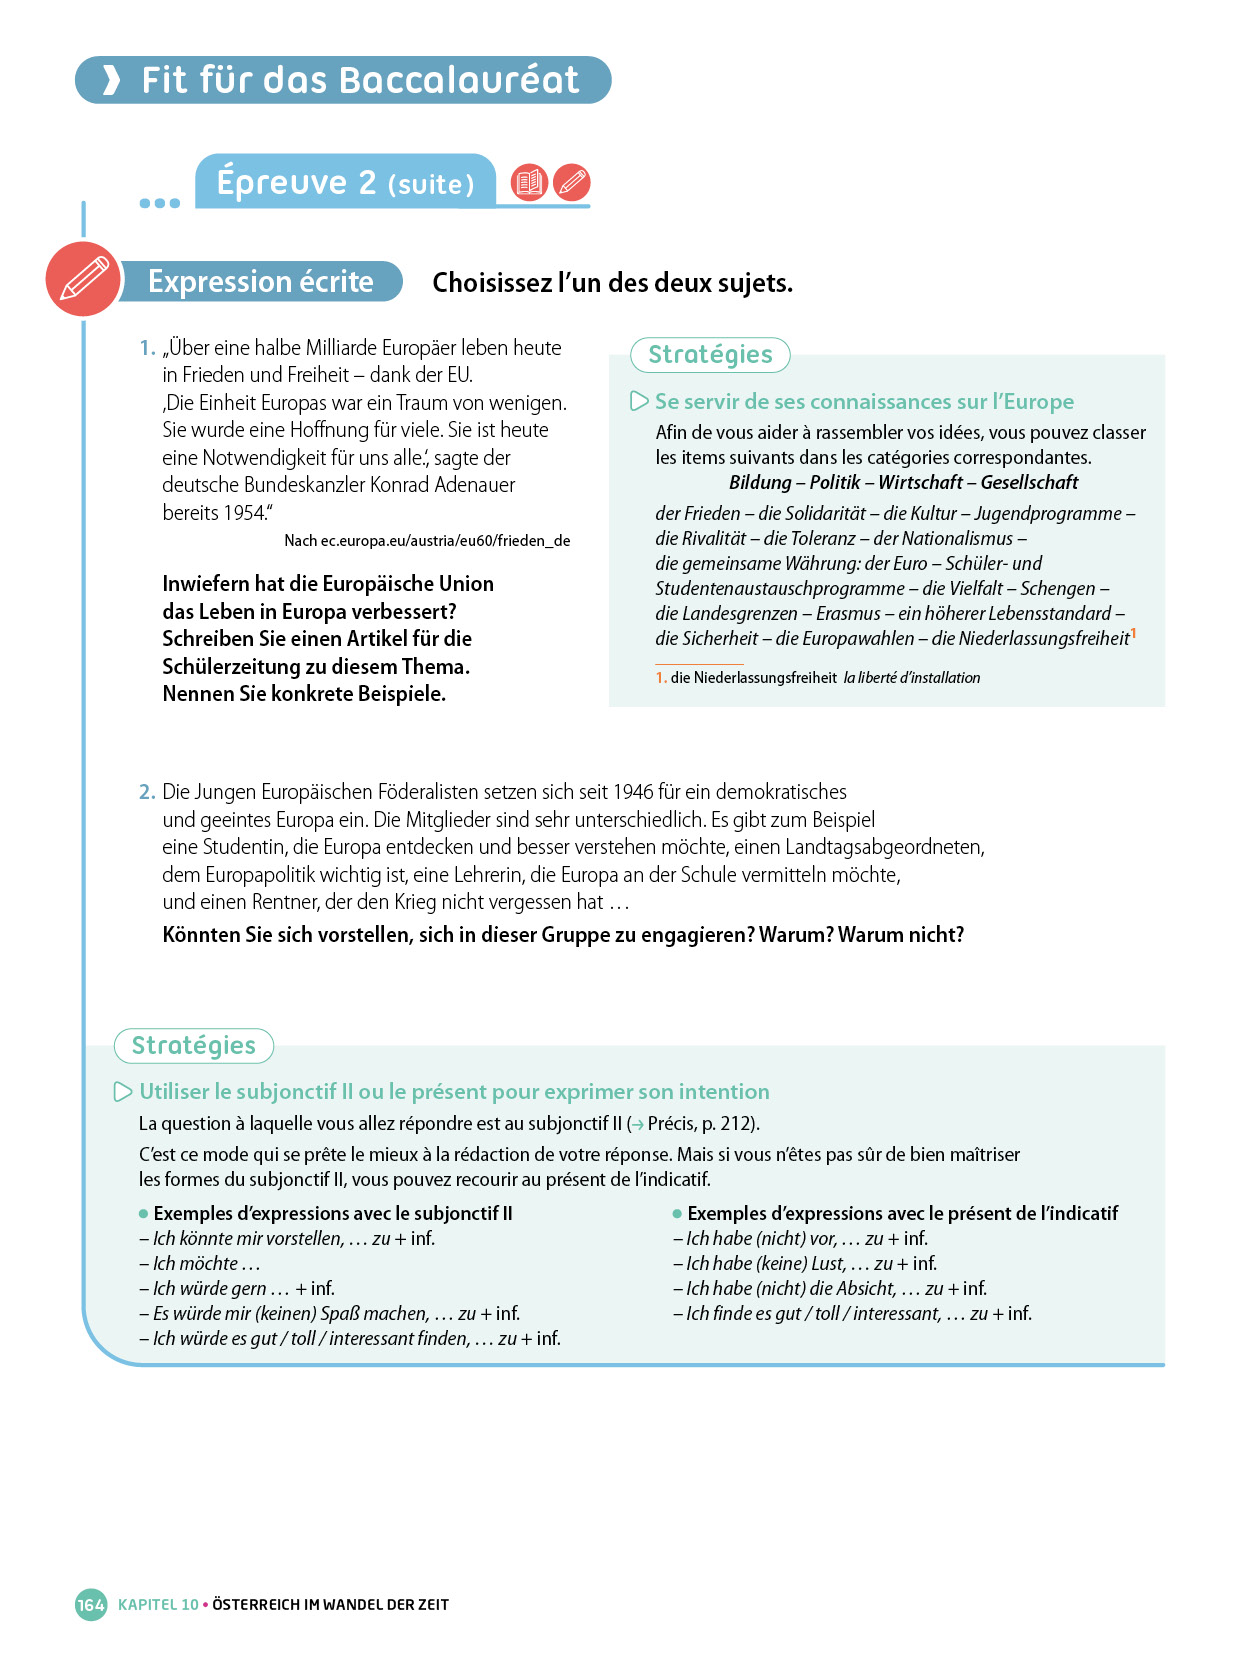 Fit für das Baccalauréat
... Épreuve 2 (suite)
Expression écrite
Choisissez l’un des deux sujets.
1. „Über eine halbe Milliarde Europäer leben heute
in Frieden und Freiheit – dank der EU.
‚Die Einheit Europas war ein Traum von wenigen.
Sie wurde eine Hoffnung für viele. Sie ist heute
eine Notwendigkeit für uns alle.‘, sagte der
deutsche Bundeskanzler Konrad Adenauer
bereits 1954.“
Nach ec.europa.eu/austria/eu60/frieden_de
Inwiefern hat die Europäische Union
das Leben in Europa verbessert?
Schreiben Sie einen Artikel für die
Schülerzeitung zu diesem Thema.
Nennen Sie konkrete Beispiele.
Stratégies
Se servir de ses connaissances sur l’Europe
Afin de vous aider à rassembler vos idées, vous pouvez classer
les items suivants dans les catégories correspondantes.
Bildung – Politik – Wirtschaft – Gesellschaft
der Frieden – die Solidarität – die Kultur – Jugendprogramme –
die Rivalität – die Toleranz – der Nationalismus –
die gemeinsame Währung: der Euro – Schüler- und
Studentenaustauschprogramme – die Vielfalt – Schengen –
die Landesgrenzen – Erasmus – ein höherer Lebensstandard –
die Sicherheit – die Europawahlen – die Niederlassungsfreiheit1
1. die Niederlassungsfreiheit la liberté d’installation
2. Die Jungen Europäischen Föderalisten setzen sich seit 1946 für ein demokratisches
und geeintes Europa ein. Die Mitglieder sind sehr unterschiedlich. Es gibt zum Beispiel
eine Studentin, die Europa entdecken und besser verstehen möchte, einen Landtagsabgeordneten,
dem Europapolitik wichtig ist, eine Lehrerin, die Europa an der Schule vermitteln möchte,
und einen Rentner, der den Krieg nicht vergessen hat …
Könnten Sie sich vorstellen, sich in dieser Gruppe zu engagieren? Warum? Warum nicht?
Stratégies
Utiliser le subjonctif II ou le présent pour exprimer son intention
La question à laquelle vous allez répondre est au subjonctif II (→ Précis, p. 212).
C’est ce mode qui se prête le mieux à la rédaction de votre réponse. Mais si vous n’êtes pas sûr de bien maîtriser
les formes du subjonctif II, vous pouvez recourir au présent de l’indicatif.
• Exemples d’expressions avec le subjonctif II
– Ich könnte mir vorstellen, … zu + inf.
– Ich möchte …
– Ich würde gern … + inf.
– Es würde mir (keinen) Spaß machen, … zu + inf.
– Ich würde es gut / toll / interessant finden, … zu + inf.
• Exemples d’expressions avec le présent de l’indicatif
– Ich habe (nicht) vor, … zu + inf.
– Ich habe (keine) Lust, … zu + inf.
– Ich habe (nicht) die Absicht, … zu + inf.
– Ich finde es gut / toll / interessant, … zu + inf.
164 KAPITEL 10 • ÖSTERREICH IM WANDEL DER ZEIT